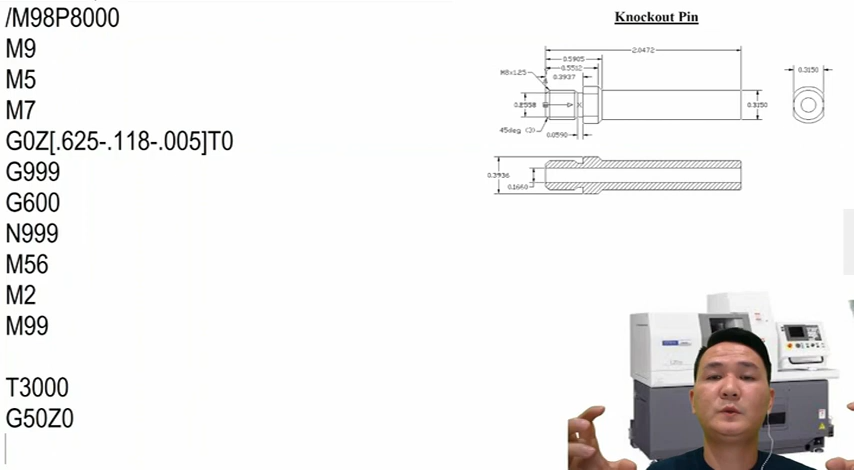 /M98P8000
M9
M5
M7
G0Z[.625-.118-.005]T0
G999
G600
N999
M56
M2
M99
T3000
G50Z0
Knockout Pin
2.0472
0.5905
0.5512
0.3937
M8x1.25
0.2558
X
45deg (2)
0.0590
0.3150
0.3150
0.3936
0.1660